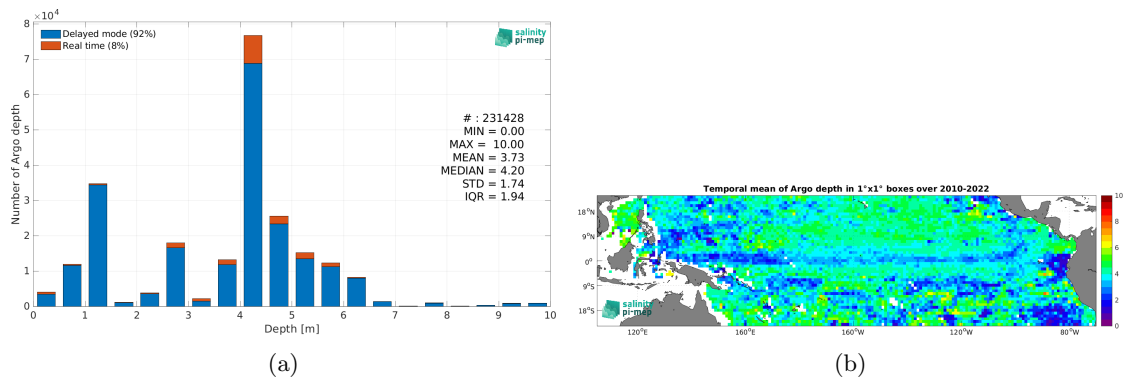 ×10⁴
8
7
6
5
4
3
2
1
0
Number of Argo depth
Delayed mode (92%)
Real time (8%)
salinity
pi-mep
# : 231428
MIN = 0.00
MAX = 10.00
MEAN = 3.73
MEDIAN = 4.20
STD = 1.74
IQR = 1.94
0 1 2 3 4 5 6 7 8 9 10
Depth [m]
(a)
Temporal mean of Argo depth in 1°x1° boxes over 2010-2022
18°N
9°N
0°
9°S
18°S
salinity
pi-mep
120°E 160°E 160°W 120°W 80°W
10
8
6
4
2
0
(b)